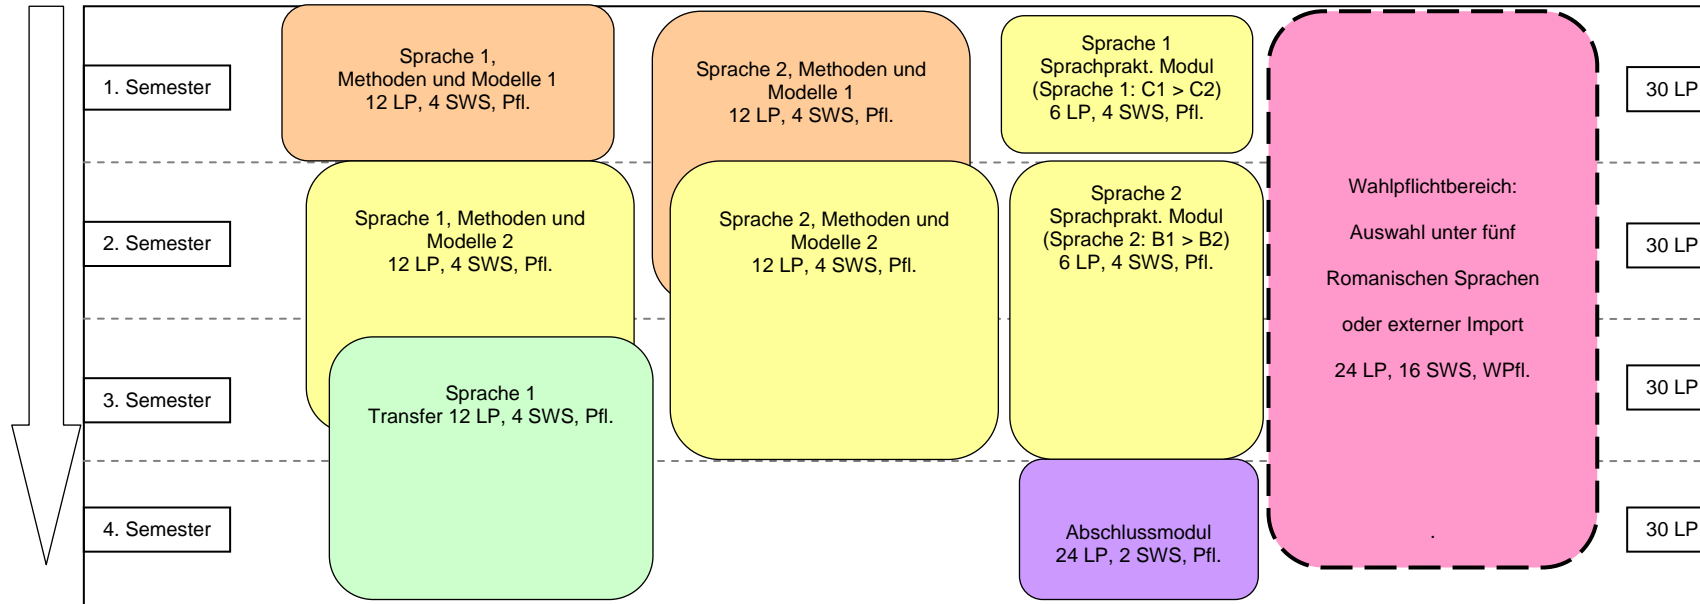 1. Semester
Sprache 1,
Methoden und Modelle 1
12 LP, 4 SWS, Pfl.
Sprache 2, Methoden und
Modelle 1
12 LP, 4 SWS, Pfl.
Sprache 1
Sprachprakt. Modul
(Sprache 1: C1 > C2)
6 LP, 4 SWS, Pfl.
30 LP
2. Semester
Sprache 1, Methoden und
Modelle 2
12 LP, 4 SWS, Pfl.
Sprache 2, Methoden und
Modelle 2
12 LP, 4 SWS, Pfl.
Sprache 2
Sprachprakt. Modul
(Sprache 2: B1 > B2)
6 LP, 4 SWS, Pfl.
Wahlpflichtbereich:
Auswahl unter fünf
Romanischen Sprachen
oder externer Import
24 LP, 16 SWS, WPfl.
.
30 LP
3. Semester
Sprache 1
Transfer 12 LP, 4 SWS, Pfl.
30 LP
4. Semester
Abschlussmodul
24 LP, 2 SWS, Pfl.
30 LP